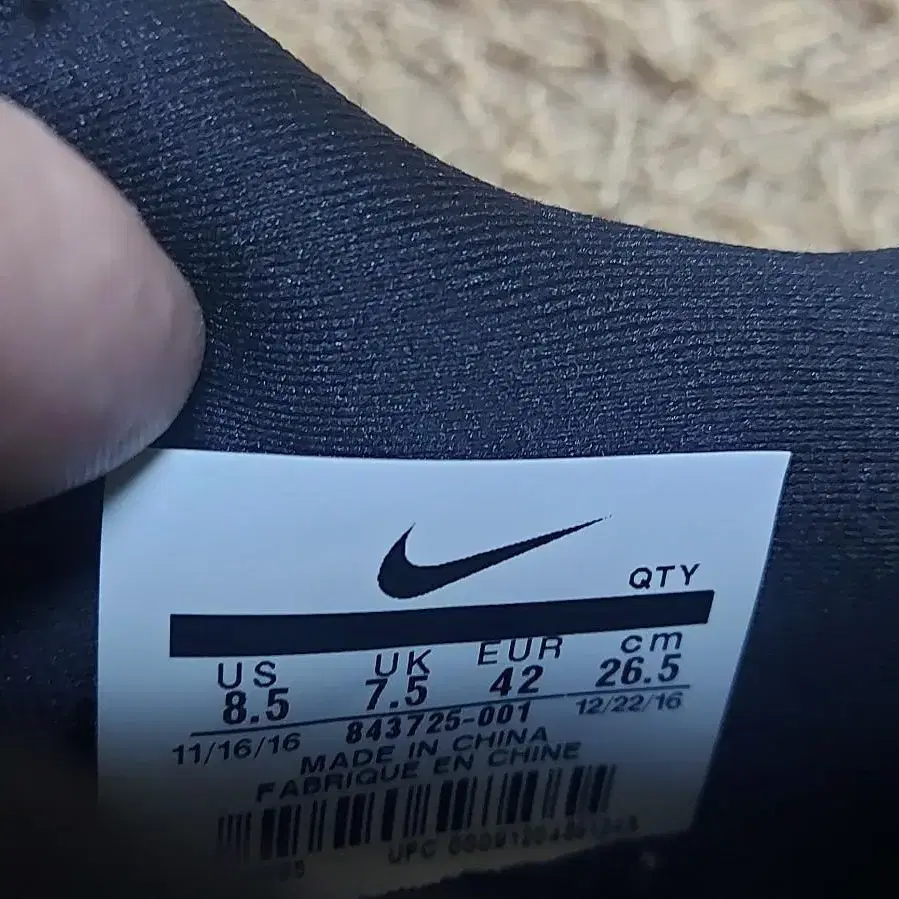 QTY
US UK EUR cm
8.5 7.5 42 26.5
11/16/16 843725-001 12/22/16
MADE IN CHINA
FABRIQUE EN CHINE
UPC